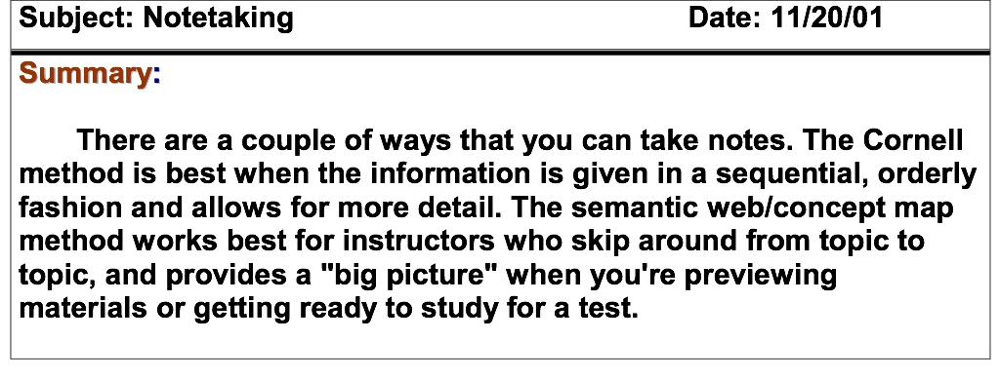 Subject: Notetaking Date: 11/20/01
Summary:
There are a couple of ways that you can take notes. The Cornell
method is best when the information is given in a sequential, orderly
fashion and allows for more detail. The semantic web/concept map
method works best for instructors who skip around from topic to
topic, and provides a "big picture" when you're previewing
materials or getting ready to study for a test.